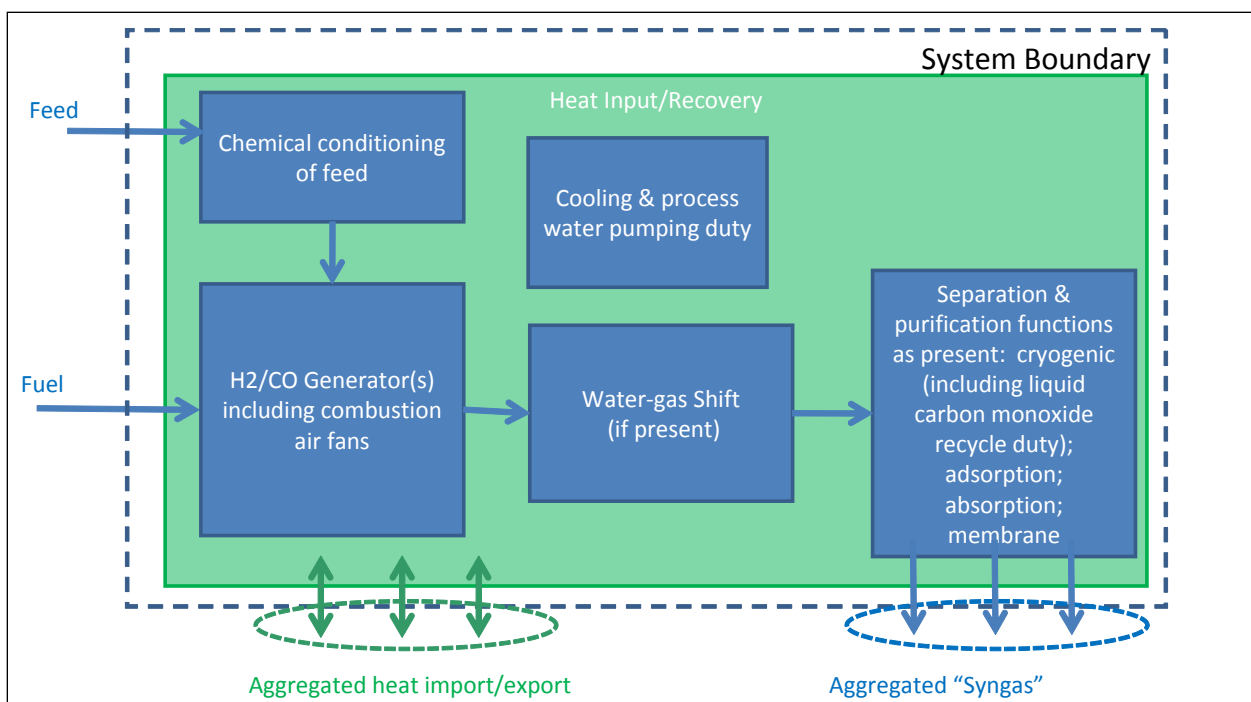 System Boundary
Heat Input/Recovery
Feed
Chemical conditioning
of feed
Cooling & process
water pumping duty
Fuel
H2/CO Generator(s)
including combustion
air fans
Water-gas Shift
(if present)
Separation &
purification functions
as present:  cryogenic
(including liquid
carbon monoxide
recycle duty);
adsorption;
absorption;
membrane
Aggregated heat import/export
Aggregated “Syngas”